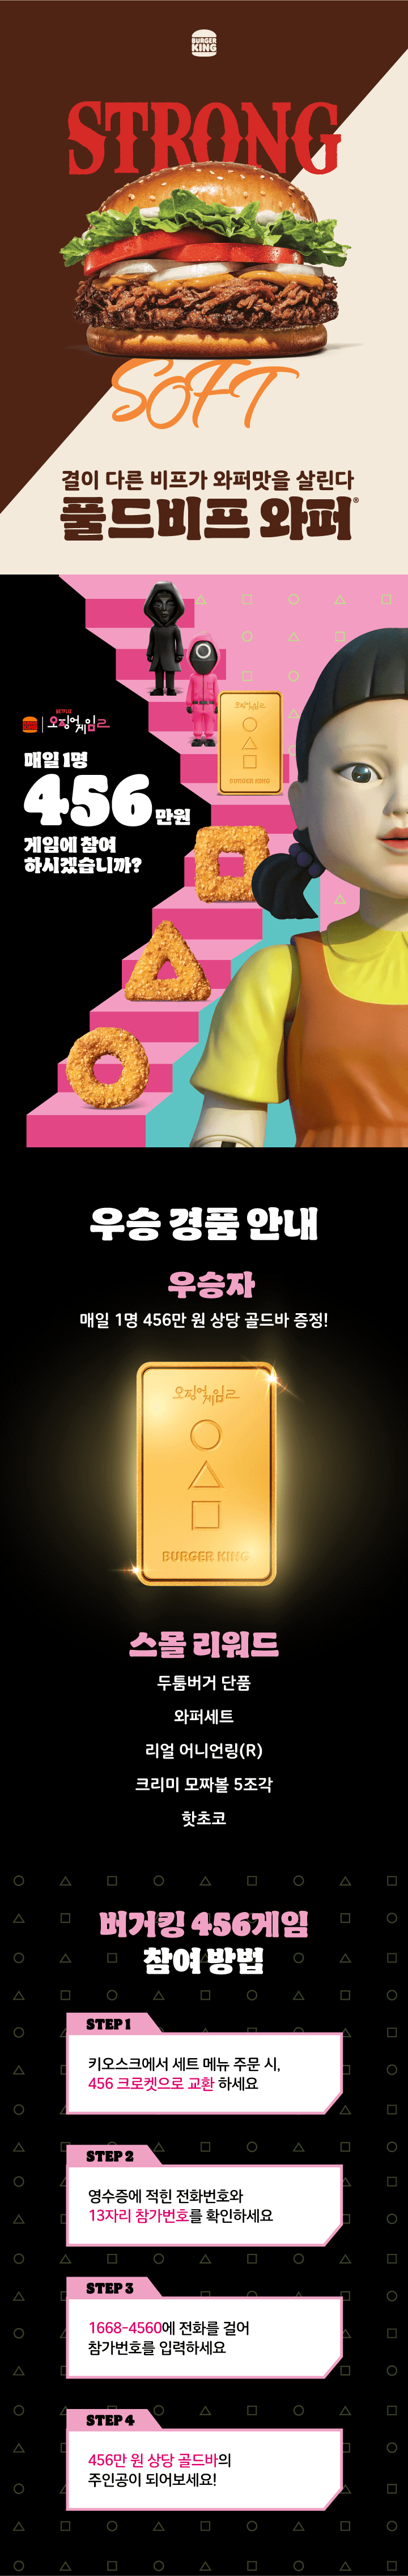 BURGER
KING
STRONG
SOFT
결이 다른 비프가 와퍼맛을 살린다
풀드비프 와퍼®
NETFLIX
오징어게임2
매일 1명
456만원
게임에 참여
하시겠습니까?
오징어게임2
BURGER KING
우승 경품 안내
우승자
매일 1명 456만 원 상당 골드바 증정!
오징어게임2
BURGER KING
스몰 리워드
두툼버거 단품
와퍼세트
리얼 어니언링(R)
크리미 모짜볼 5조각
핫초코
버거킹 456게임
참여 방법
STEP 1
키오스크에서 세트 메뉴 주문 시,
456 크로켓으로 교환 하세요
STEP 2
영수증에 적힌 전화번호와
13자리 참가번호를 확인하세요
STEP 3
1668-4560에 전화를 걸어
참가번호를 입력하세요
STEP 4
456만 원 상당 골드바의
주인공이 되어보세요!